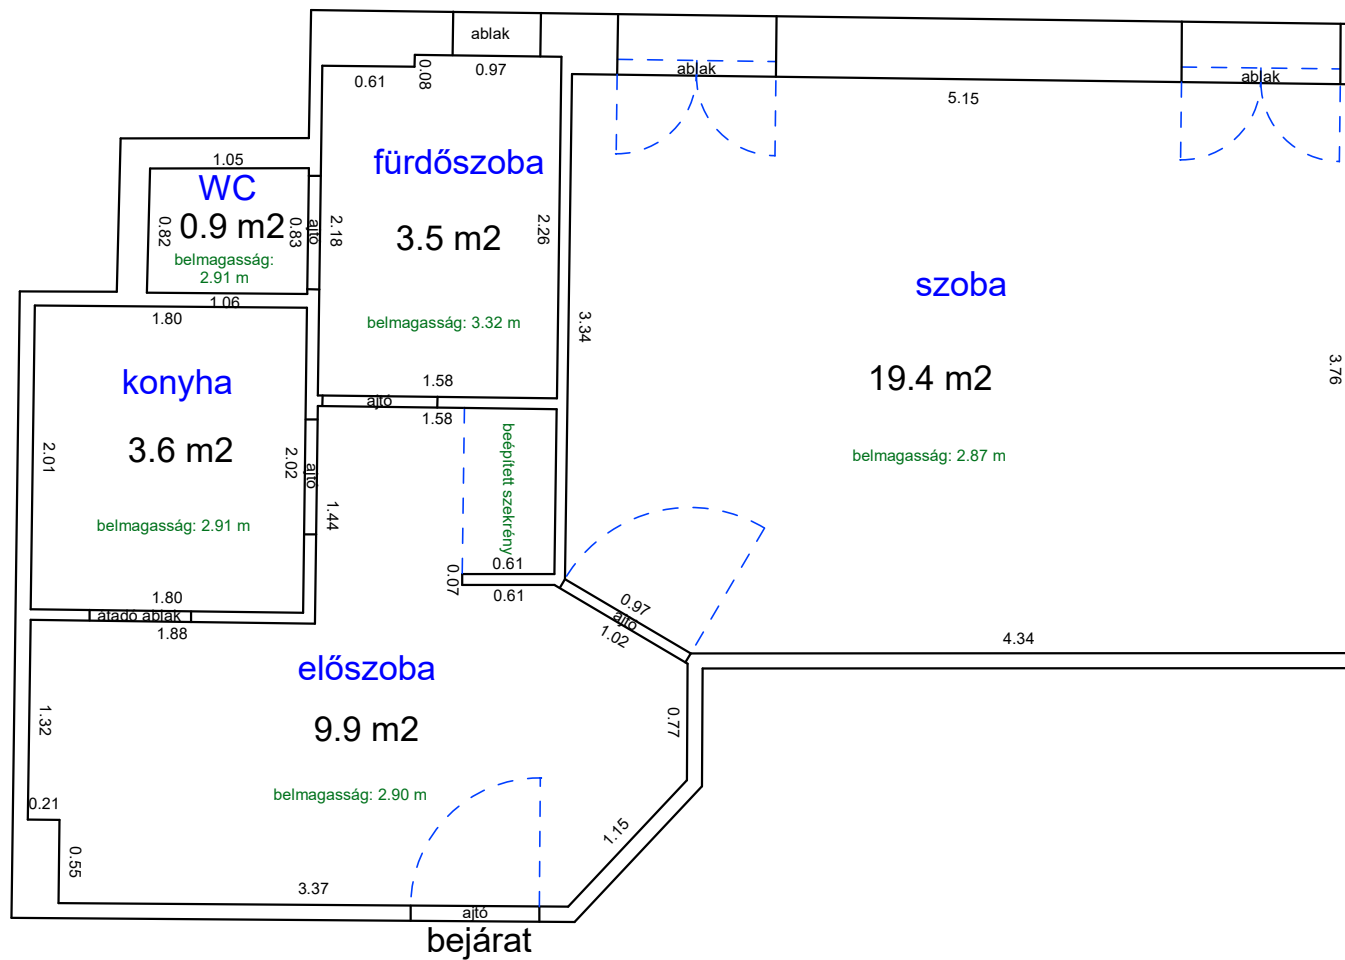 ablak
0.61
0.08
0.97
ablak
5.15
ablak
1.05
WC
0.9 m2
0.82
0.83
ajtó
belmagasság:
2.91 m
1.06
fürdőszoba
3.5 m2
2.18
2.26
belmagasság: 3.32 m
1.58
ajtó
1.58
szoba
19.4 m2
belmagasság: 2.87 m
3.34
3.76
4.34
1.80
konyha
3.6 m2
2.01
2.02
ajtó
belmagasság: 2.91 m
1.80
átadó ablak
1.88
1.44
beépített szekrény
0.61
0.07
0.61
0.97
ajtó
1.02
előszoba
9.9 m2
belmagasság: 2.90 m
1.32
0.21
0.55
3.37
0.77
1.15
ajtó
bejárat